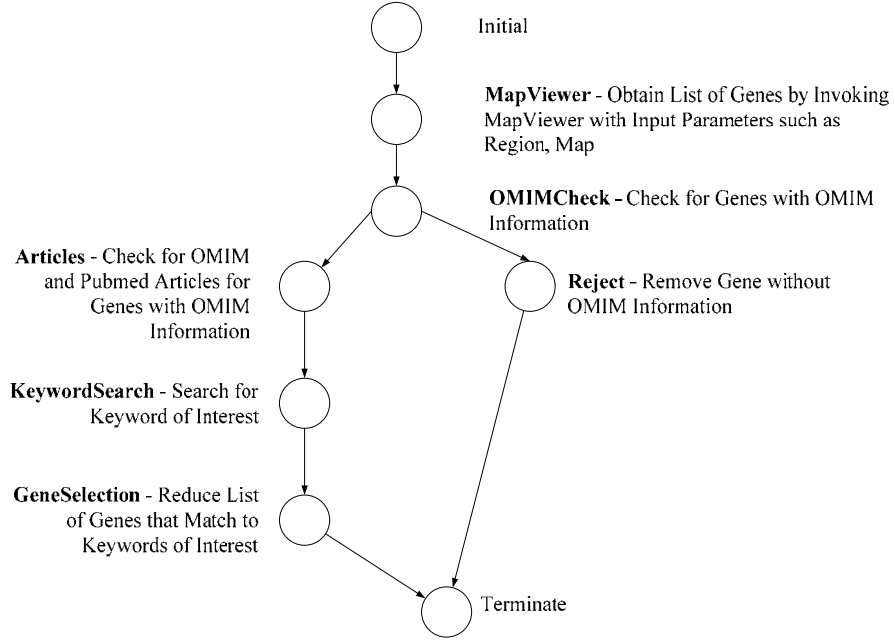 Initial
MapViewer - Obtain List of Genes by Invoking
MapViewer with Input Parameters such as
Region, Map
OMIMCheck - Check for Genes with OMIM
Information
Articles - Check for OMIM
and Pubmed Articles for
Genes with OMIM
Information
Reject - Remove Gene without
OMIM Information
KeywordSearch - Search for
Keyword of Interest
GeneSelection - Reduce List
of Genes that Match to
Keywords of Interest
Terminate